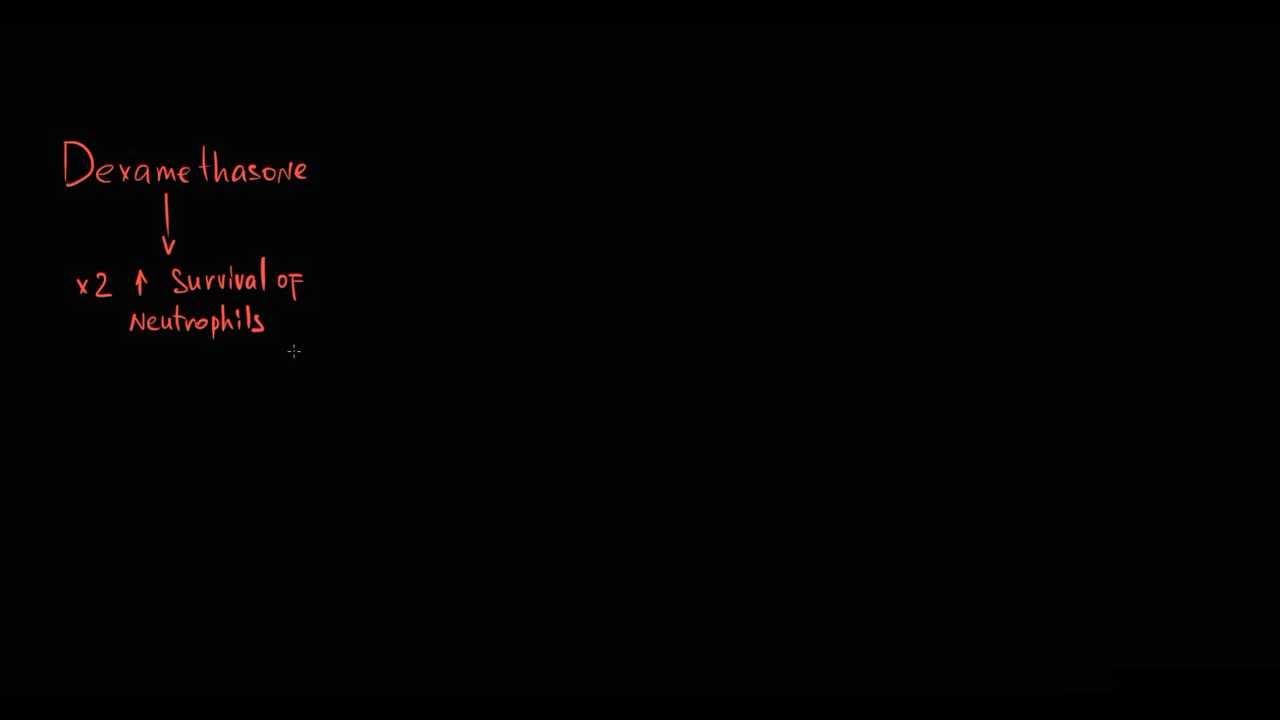 Dexamethasone
↓
x2 ↑ Survival of
Neutrophils